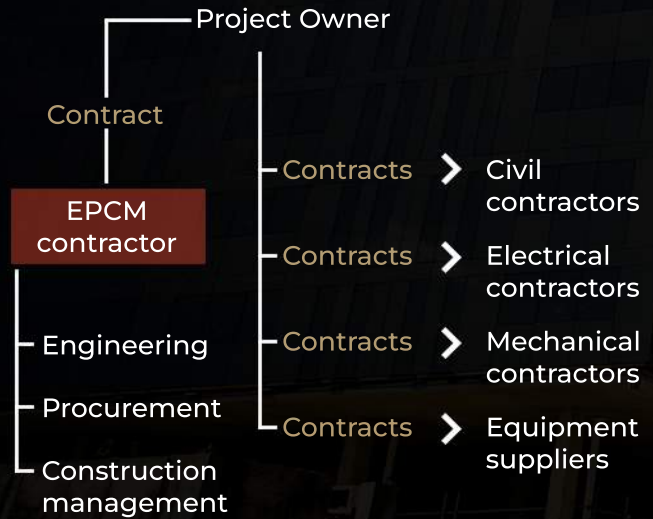 Project Owner
Contract
EPCM
contractor
Engineering
Procurement
Construction
management
Contracts
Civil
contractors
Contracts
Electrical
contractors
Contracts
Mechanical
contractors
Contracts
Equipment
suppliers